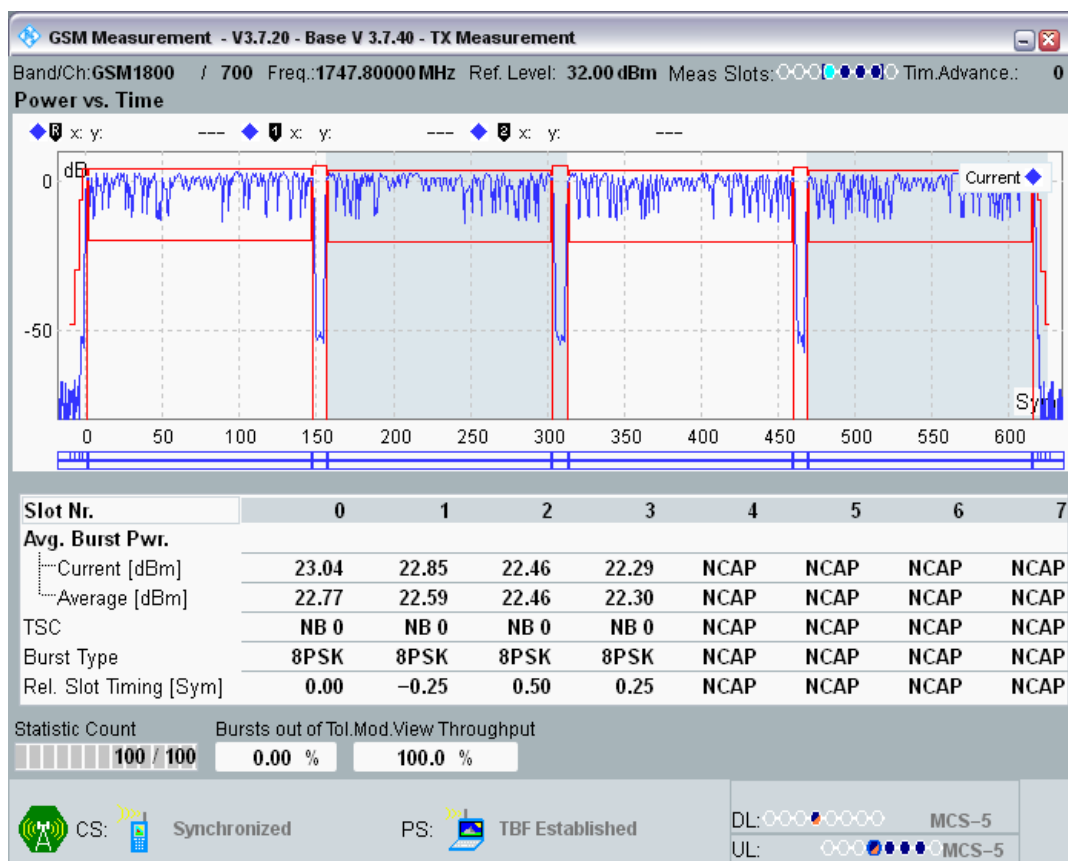 GSM Measurement - V3.7.20 - Base V 3.7.40 - TX Measurement
Band/Ch:GSM1800 / 700 Freq.:1747.80000 MHz Ref. Level: 32.00 dBm Meas Slots: Tim.Advance.: 0
Power vs. Time
R x: y: --- 1 x: y: --- 2 x: y: ---
dB
Current
0
-50
Sym
0 50 100 150 200 250 300 350 400 450 500 550 600
Slot Nr. 0 1 2 3 4 5 6 7
Avg. Burst Pwr.
Current [dBm] 23.04 22.85 22.46 22.29 NCAP NCAP NCAP NCAP
Average [dBm] 22.77 22.59 22.46 22.30 NCAP NCAP NCAP NCAP
TSC NB 0 NB 0 NB 0 NB 0 NCAP NCAP NCAP NCAP
Burst Type 8PSK 8PSK 8PSK 8PSK NCAP NCAP NCAP NCAP
Rel. Slot Timing [Sym] 0.00 −0.25 0.50 0.25 NCAP NCAP NCAP NCAP
Statistic Count Bursts out of Tol.Mod.View Throughput
100 / 100 0.00 % 100.0 %
CS: Synchronized PS: TBF Established
DL: MCS−5
UL: MCS−5